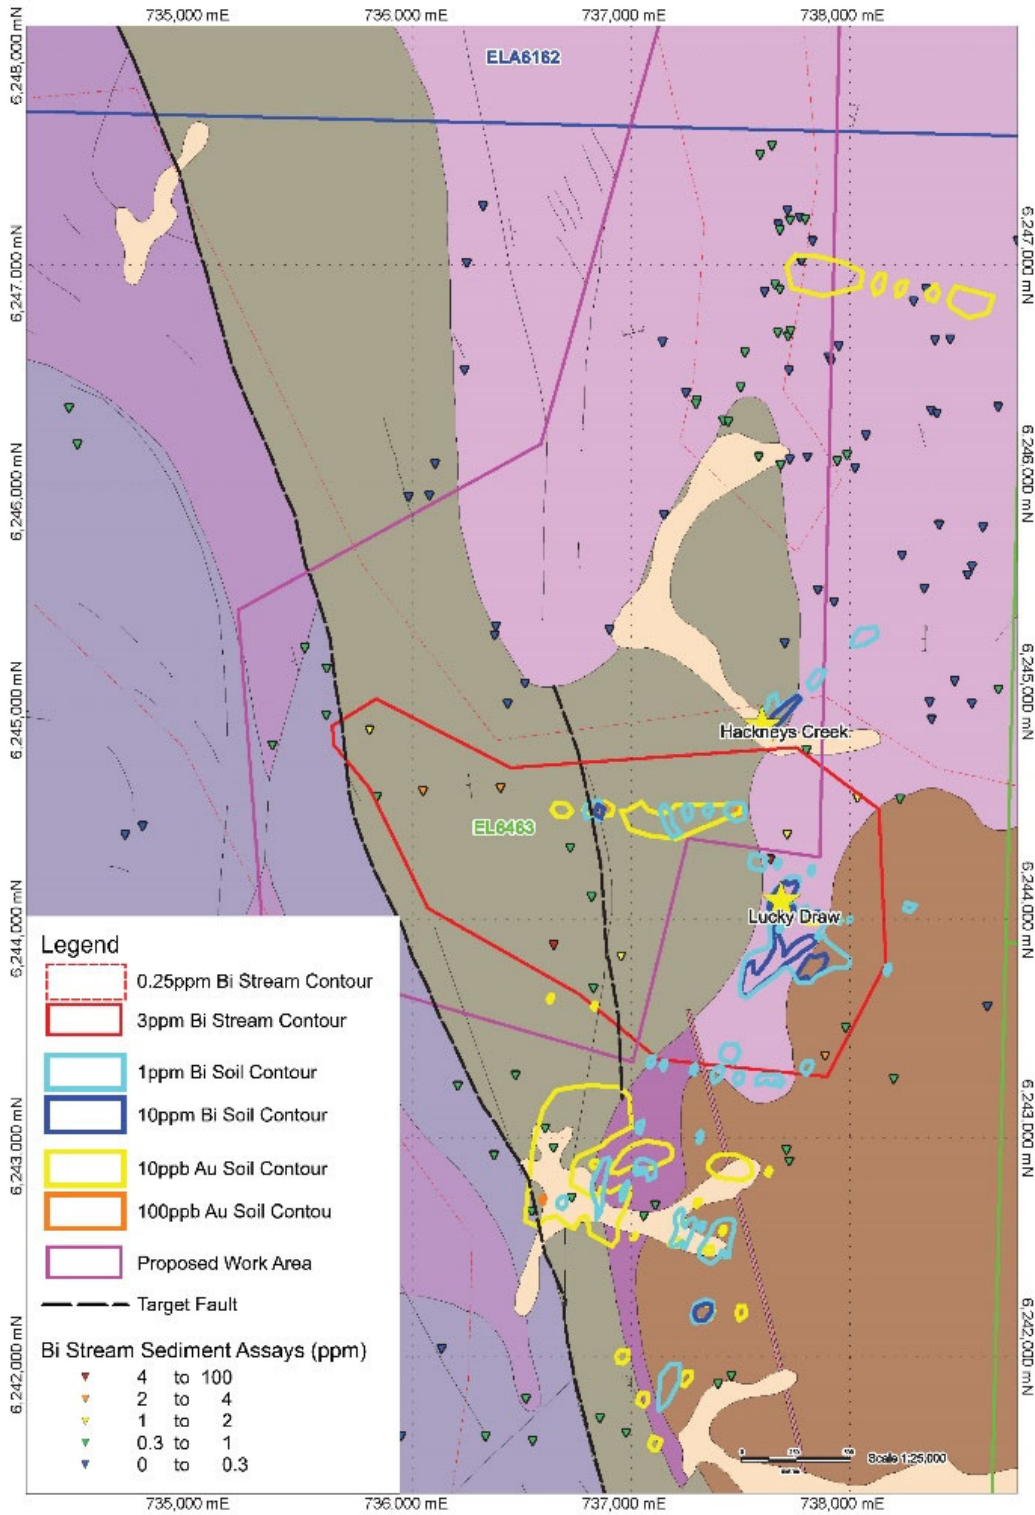 735,000 mE
736,000 mE
737,000 mE
738,000 mE
6,248,000 mN
ELA6162
6,247,000 mN
6,247,000 mN
6,246,000 mN
6,246,000 mN
6,245,000 mN
6,245,000 mN
Hackneys Creek
EL6463
6,244,000 mN
6,244,000 mN
Lucky Draw
Legend
0.25ppm Bi Stream Contour
3ppm Bi Stream Contour
1ppm Bi Soil Contour
10ppm Bi Soil Contour
6,243,000 mN
6,243,000 mN
10ppb Au Soil Contour
100ppb Au Soil Contou
Proposed Work Area
Target Fault
6,242,000 mN
6,242,000 mN
Bi Stream Sediment Assays (ppm)
4 to 100
2 to 4
1 to 2
0.3 to 1
0 to 0.3
Scale 1:25,000
735,000 mE
736,000 mE
737,000 mE
738,000 mE